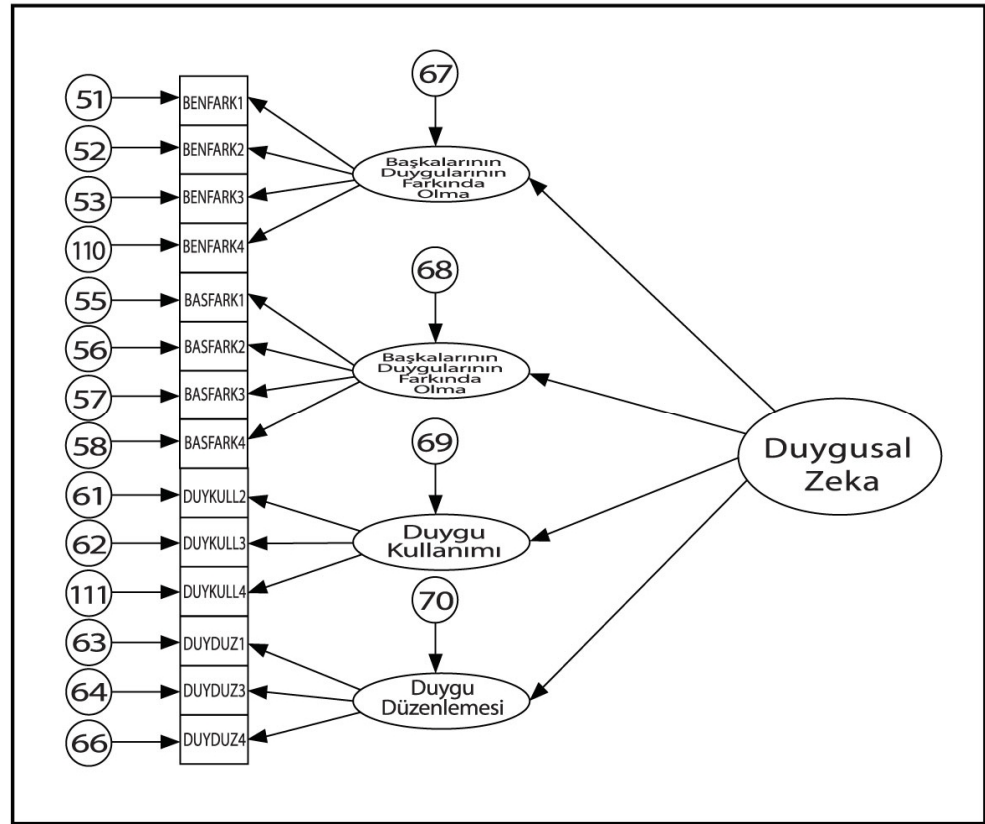 67
51
BENFARK1
52
BENFARK2
53
BENFARK3
110
BENFARK4
Başkalarının
Duygularının
Farkında
Olma
68
55
BASFARK1
56
BASFARK2
57
BASFARK3
58
BASFARK4
Başkalarının
Duygularının
Farkında
Olma
69
61
DUYKULL2
62
DUYKULL3
111
DUYKULL4
Duygu
Kullanımı
70
63
DUYDUZ1
64
DUYDUZ3
66
DUYDUZ4
Duygu
Düzenlemesi
Duygusal
Zeka